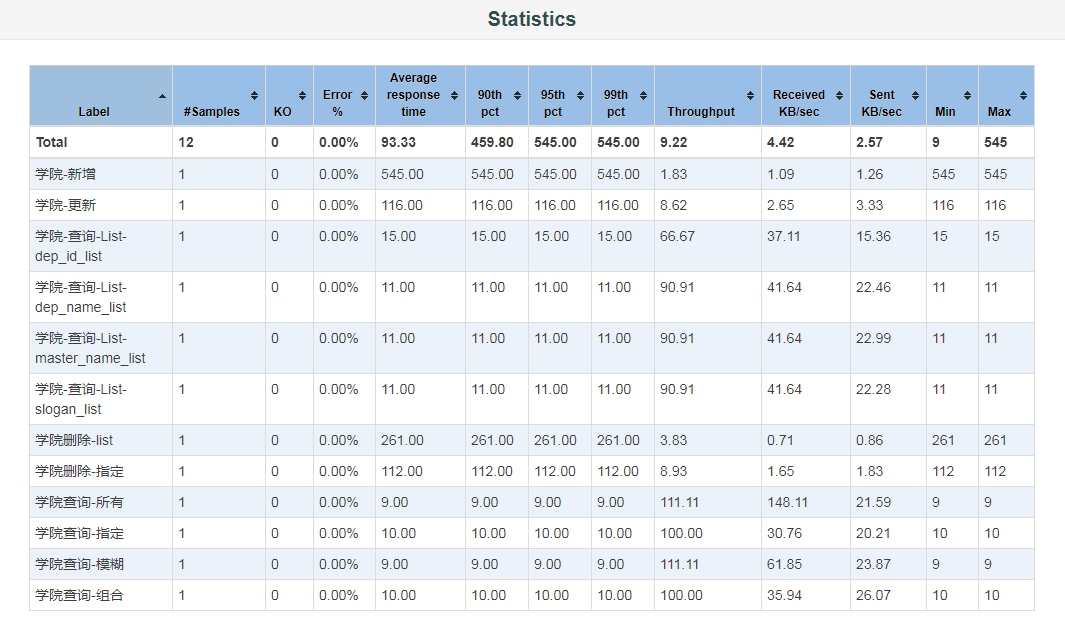 Statistics
Label #Samples KO Error % Average response time 90th pct 95th pct 99th pct Throughput Received KB/sec Sent KB/sec Min Max
Total 12 0 0.00% 93.33 459.80 545.00 545.00 9.22 4.42 2.57 9 545
学院-新增 1 0 0.00% 545.00 545.00 545.00 545.00 1.83 1.09 1.26 545 545
学院-更新 1 0 0.00% 116.00 116.00 116.00 116.00 8.62 2.65 3.33 116 116
学院-查询-List- 1 0 0.00% 15.00 15.00 15.00 15.00 66.67 37.11 15.36 15 15
dep_id_list
学院-查询-List- 1 0 0.00% 11.00 11.00 11.00 11.00 90.91 41.64 22.46 11 11
dep_name_list
学院-查询-List- 1 0 0.00% 11.00 11.00 11.00 11.00 90.91 41.64 22.99 11 11
master_name_list
学院-查询-List- 1 0 0.00% 11.00 11.00 11.00 11.00 90.91 41.64 22.28 11 11
slogan_list
学院删除-list 1 0 0.00% 261.00 261.00 261.00 261.00 3.83 0.71 0.86 261 261
学院删除-指定 1 0 0.00% 112.00 112.00 112.00 112.00 8.93 1.65 1.83 112 112
学院查询-所有 1 0 0.00% 9.00 9.00 9.00 9.00 111.11 148.11 21.59 9 9
学院查询-指定 1 0 0.00% 10.00 10.00 10.00 10.00 100.00 30.76 20.21 10 10
学院查询-模糊 1 0 0.00% 9.00 9.00 9.00 9.00 111.11 61.85 23.87 9 9
学院查询-组合 1 0 0.00% 10.00 10.00 10.00 10.00 100.00 35.94 26.07 10 10